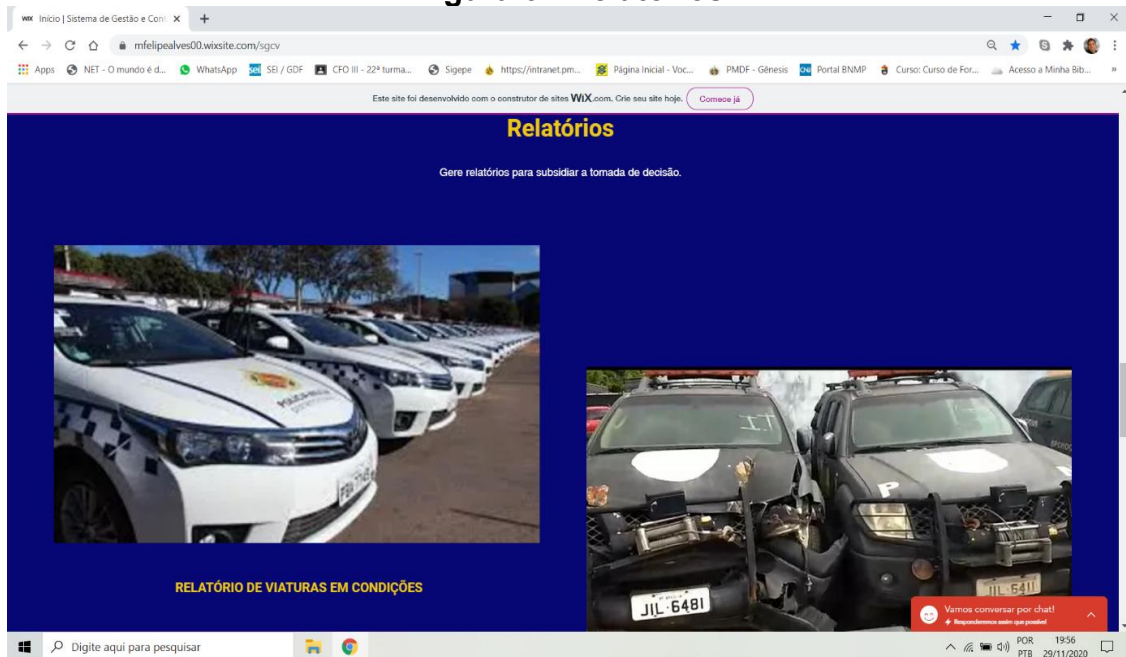 Início | Sistema de Gestão e Cont
mfelipealves00.wixsite.com/sgcv
Apps NET - O mundo é d... WhatsApp SEI / GDF CFO III - 22ª turma... Sigepe https://intranet.pm... Página Inicial - Voc... PMDF - Gênesis Portal BNMP Curso: Curso de For... Acesso a Minha Bib... »
Este site foi desenvolvido com o construtor de sites WiX.com. Crie seu site hoje. Comece já
Relatórios
Gere relatórios para subsidiar a tomada de decisão.
RELATÓRIO DE VIATURAS EM CONDIÇÕES
JIL-6481
JIL-6411
Vamos conversar por chat!
Responderemos assim que possível
Digite aqui para pesquisar
POR 19:56
PTB 29/11/2020